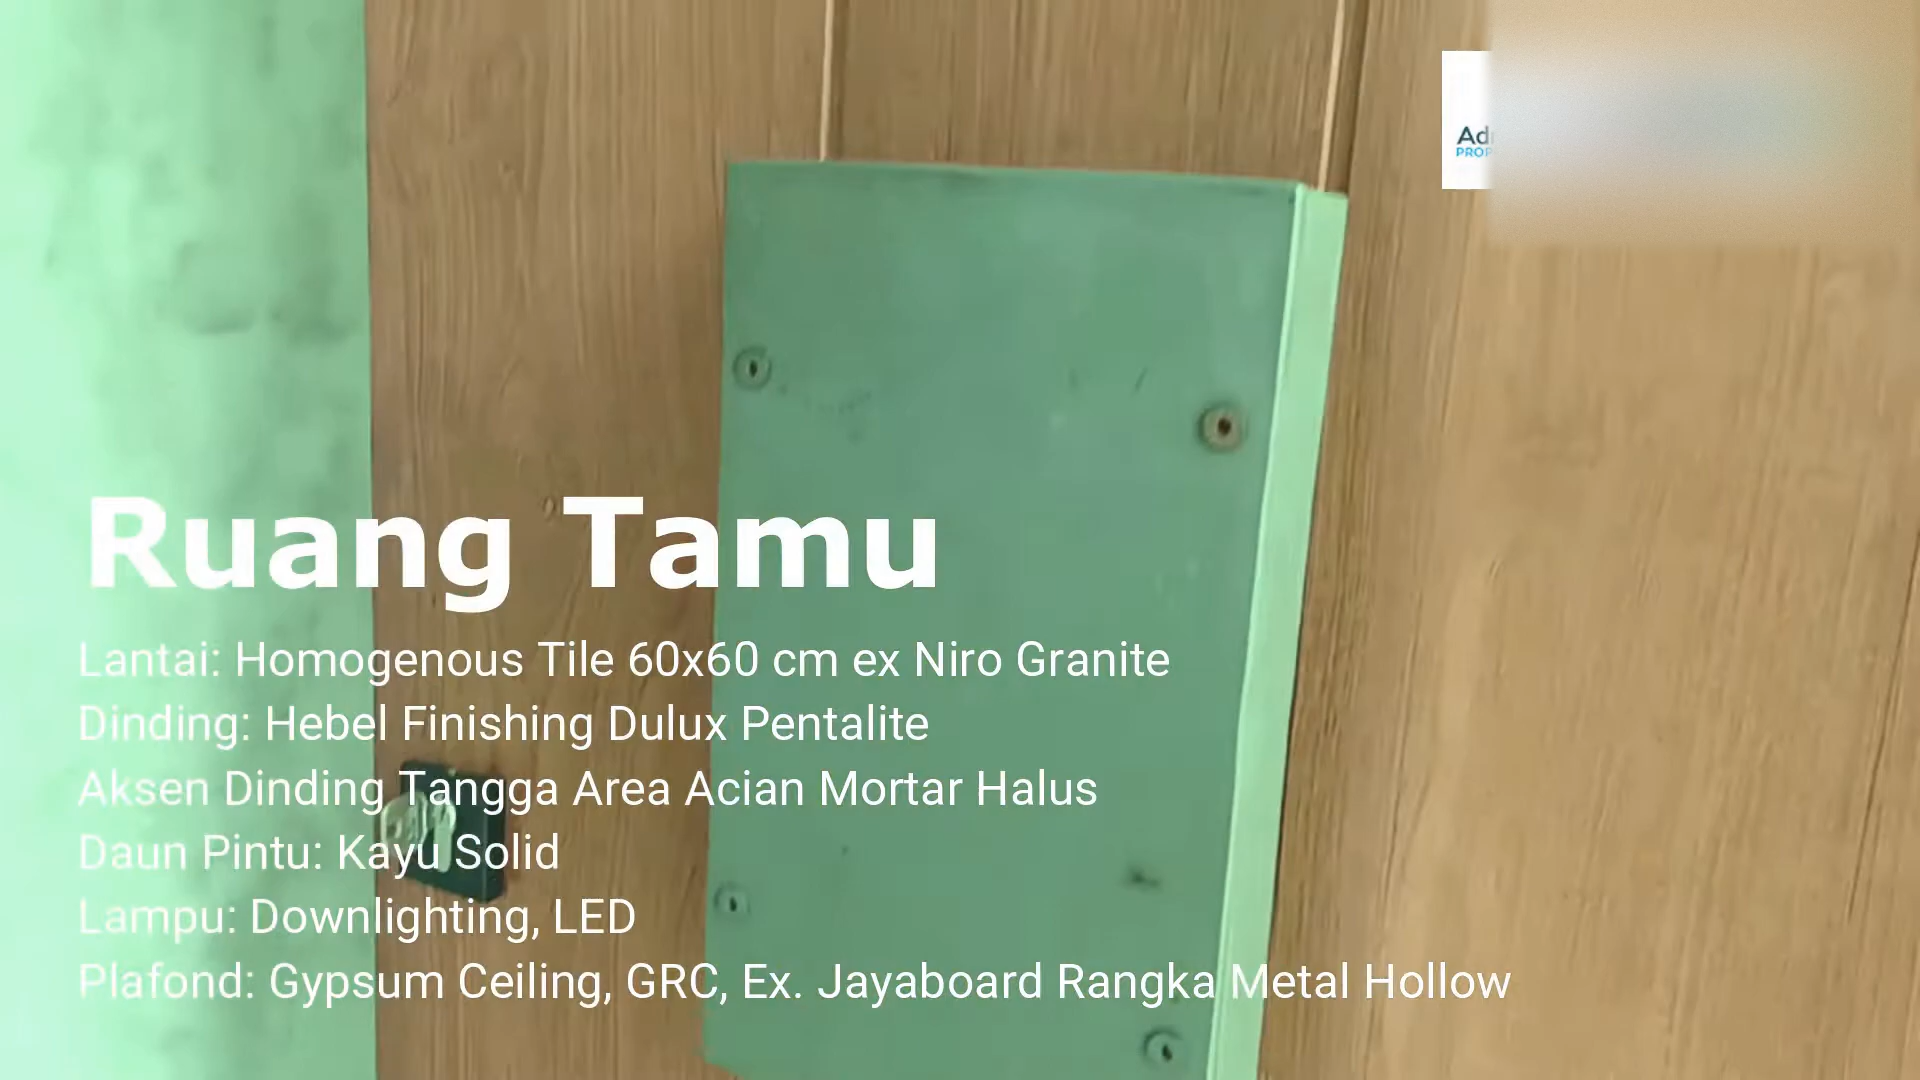 Ruang Tamu
Lantai: Homogenous Tile 60x60 cm ex Niro Granite
Dinding: Hebel Finishing Dulux Pentalite
Aksen Dinding Tangga Area Acian Mortar Halus
Daun Pintu: Kayu Solid
Lampu: Downlighting, LED
Plafond: Gypsum Ceiling, GRC, Ex. Jayaboard Rangka Metal Hollow